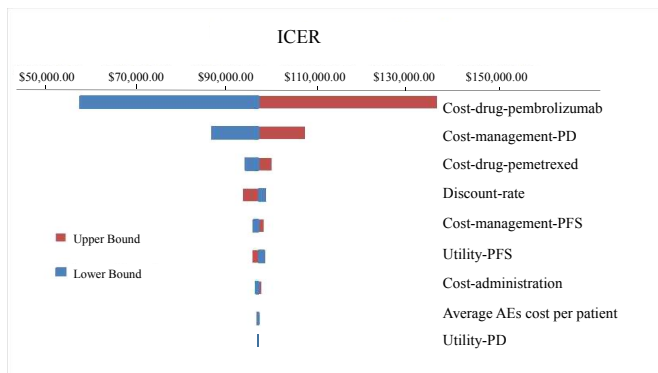 ICER
$50,000.00 $70,000.00 $90,000.00 $110,000.00 $130,000.00 $150,000.00
Cost-drug-pembrolizumab
Cost-management-PD
Cost-drug-pemetrexed
Discount-rate
Cost-management-PFS
Upper Bound
Utility-PFS
Lower Bound
Cost-administration
Average AEs cost per patient
Utility-PD